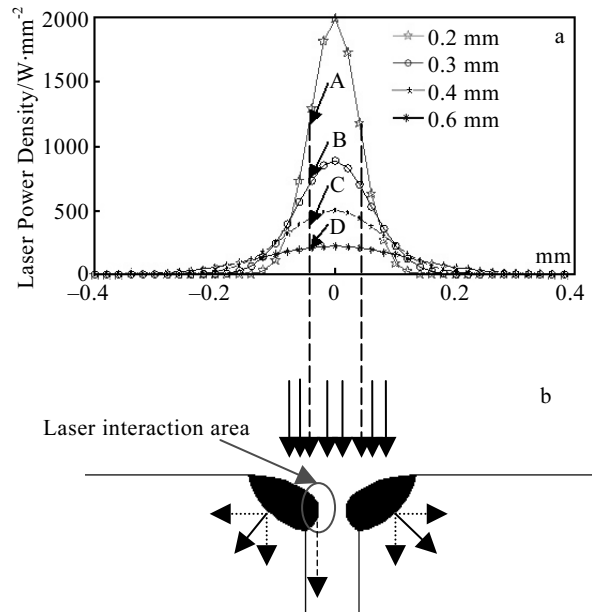 a
Laser Power Density/W·mm⁻²
2000
1500
1000
500
0
0.2 mm
0.3 mm
0.4 mm
0.6 mm
A
B
C
D
mm
−0.4
−0.2
0
0.2
0.4
b
Laser interaction area